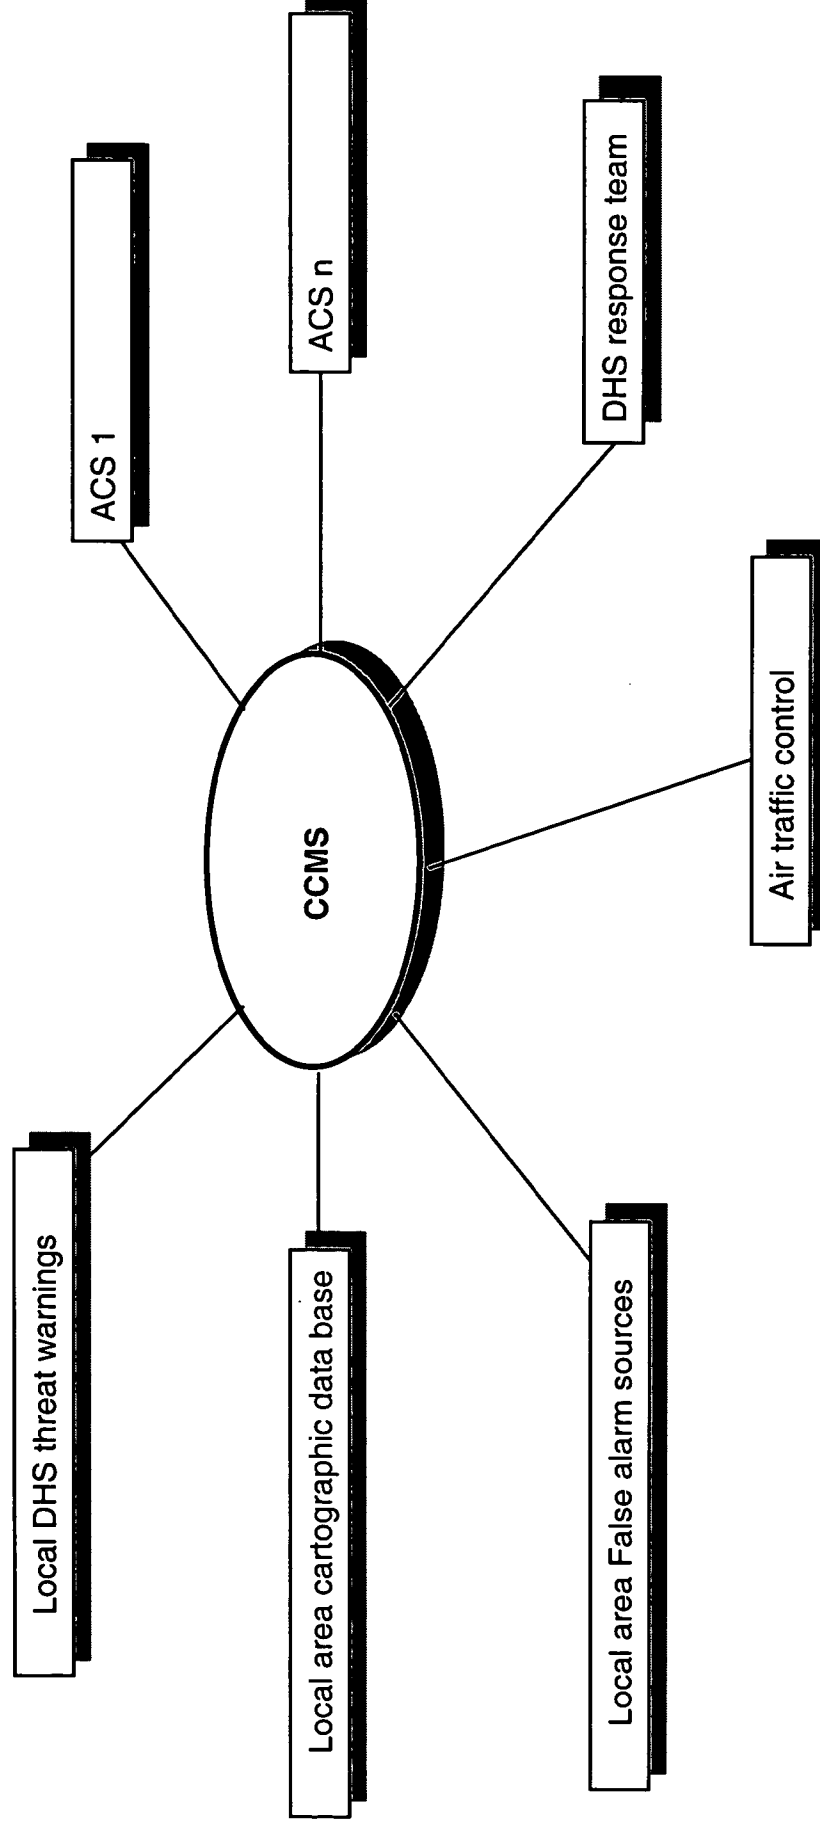 Local DHS threat warnings
ACS 1
Local area cartographic data base
CCMS
ACS n
Local area False alarm sources
DHS response team
Air traffic control